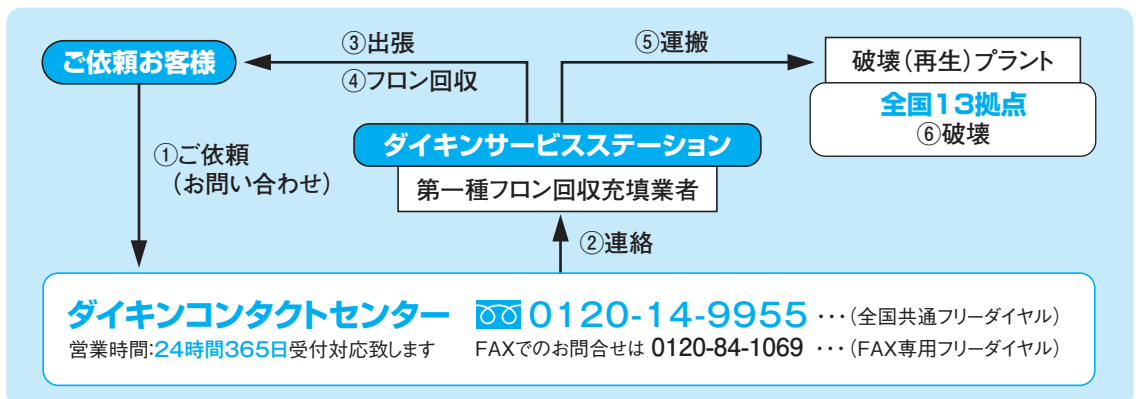 ③出張
⑤運搬
ご依頼お客様
④フロン回収
破壊（再生）プラント
全国13拠点
⑥破壊
ダイキンサービスステーション
第一種フロン回収充填業者
①ご依頼
（お問い合わせ）
②連絡
ダイキンコンタクトセンター 0120-14-9955 ･･･（全国共通フリーダイヤル）
営業時間:24時間365日受付対応致します FAXでのお問合せは 0120-84-1069 ･･･（FAX専用フリーダイヤル）